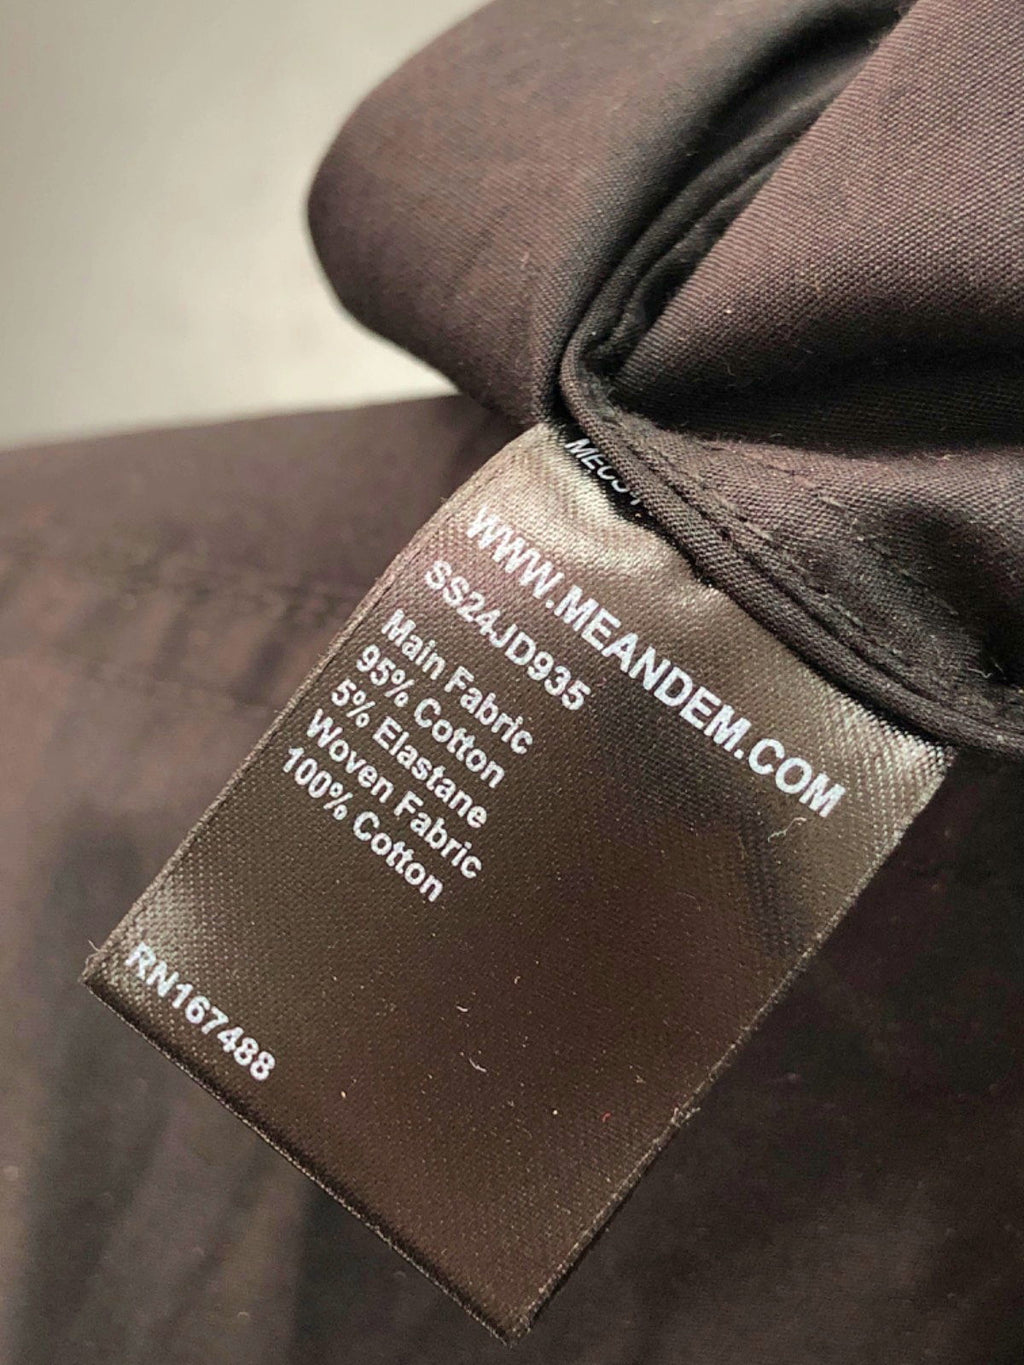 WWW.MEANDEM.COM
SS24JD935
Main Fabric
95% Cotton
5% Elastane
Woven Fabric
100% Cotton
RN167488